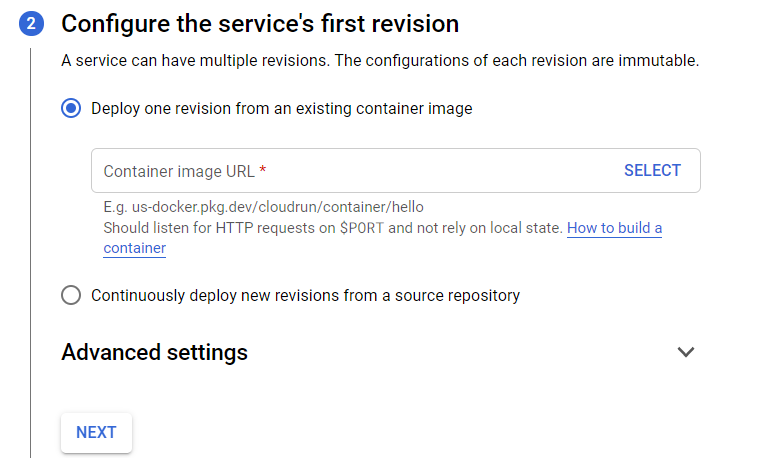 2
Configure the service's first revision
A service can have multiple revisions. The configurations of each revision are immutable.
Deploy one revision from an existing container image
Container image URL *
SELECT
E.g. us-docker.pkg.dev/cloudrun/container/hello
Should listen for HTTP requests on $PORT and not rely on local state. How to build a
container
Continuously deploy new revisions from a source repository
Advanced settings
NEXT